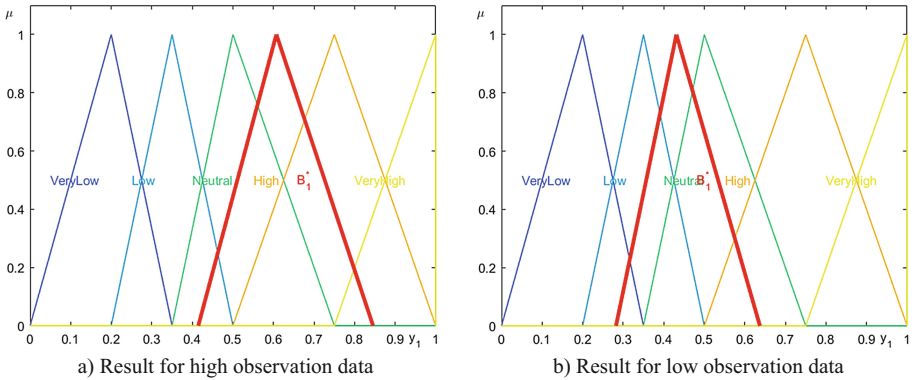 μ
1
0.8
0.6
0.4
0.2
0
VeryLow Low Neutral High B*1 VeryHigh
0 0.1 0.2 0.3 0.4 0.5 0.6 0.7 0.8 0.9 y1 1
a) Result for high observation data
μ
1
0.8
0.6
0.4
0.2
0
VeryLow Low Neutral B*1 High VeryHigh
0 0.1 0.2 0.3 0.4 0.5 0.6 0.7 0.8 0.9 y1 1
b) Result for low observation data